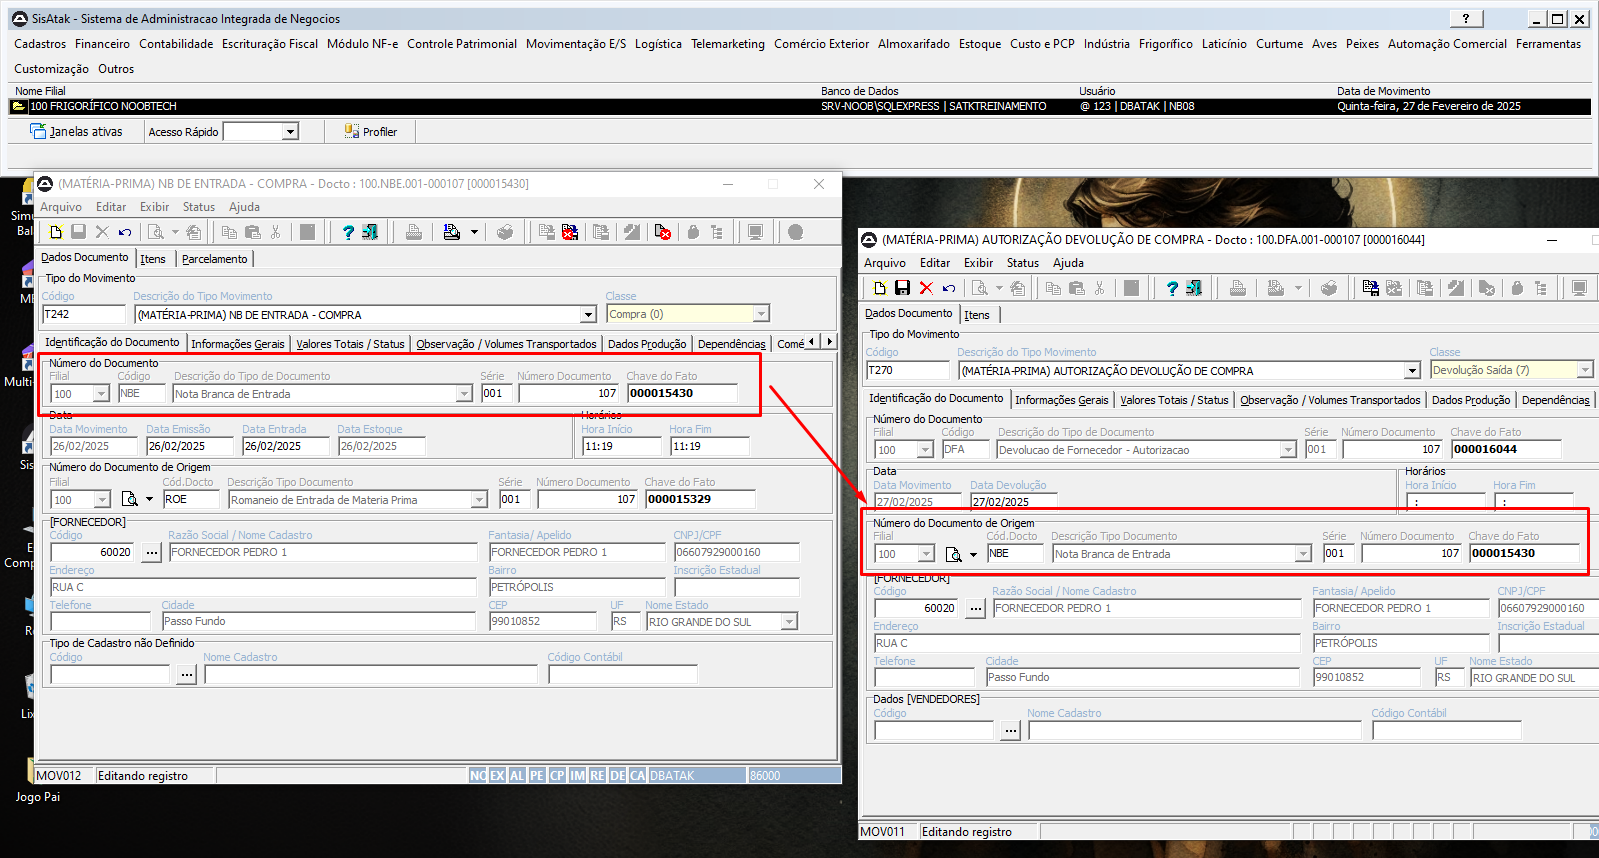 SisAtak - Sistema de Administracao Integrada de Negocios
Cadastros Financeiro Contabilidade Escrituração Fiscal Módulo NF-e Controle Patrimonial Movimentação E/S Logística Telemarketing Comércio Exterior Almoxarifado Estoque Custo e PCP Indústria Frigorífico Laticínio Curtume Aves Peixes Automação Comercial Ferramentas
Customização Outros
Nome Filial Banco de Dados Usuário Data de Movimento
100 FRIGORÍFICO NOOBTECH SRV-NOOB\SQLEXPRESS | SATKTREINAMENTO @ 123 | DBATAK | NB08 Quinta-feira, 27 de Fevereiro de 2025
Janelas ativas Acesso Rápido Profiler
(MATÉRIA-PRIMA) NB DE ENTRADA - COMPRA - Docto : 100.NBE.001-000107 [000015430]
Arquivo Editar Exibir Status Ajuda
Dados Documento Itens Parcelamento
Tipo do Movimento
Código Descrição do Tipo Movimento Classe
T242 (MATÉRIA-PRIMA) NB DE ENTRADA - COMPRA Compra (0)
Identificação do Documento Informações Gerais Valores Totais / Status Observação / Volumes Transportados Dados Produção Dependências Comé
Número do Documento
Filial Código Descrição do Tipo de Documento Série Número Documento Chave do Fato
100 NBE Nota Branca de Entrada 001 107 000015430
Data Horários
Data Movimento Data Emissão Data Entrada Data Estoque Hora Início Hora Fim
26/02/2025 26/02/2025 26/02/2025 26/02/2025 11:19 11:19
Número do Documento de Origem
Filial Cód.Docto Descrição Tipo Documento Série Número Documento Chave do Fato
100 ROE Romaneio de Entrada de Materia Prima 001 107 000015329
[FORNECEDOR]
Código Razão Social / Nome Cadastro Fantasia/ Apelido CNPJ/CPF
60020 ... FORNECEDOR PEDRO 1 FORNECEDOR PEDRO 1 06607929000160
Endereço Bairro Inscrição Estadual
RUA C PETRÓPOLIS
Telefone Cidade CEP UF Nome Estado
Passo Fundo 99010852 RS RIO GRANDE DO SUL
Tipo de Cadastro não Definido
Código Nome Cadastro Código Contábil
...
MOV012 Editando registro NO EX AL PE CP IM RE DE CA DBATAK 86000
(MATÉRIA-PRIMA) AUTORIZAÇÃO DEVOLUÇÃO DE COMPRA - Docto : 100.DFA.001-000107 [000016044]
Arquivo Editar Exibir Status Ajuda
Dados Documento Itens
Tipo do Movimento
Código Descrição do Tipo Movimento Classe
T270 (MATÉRIA-PRIMA) AUTORIZAÇÃO DEVOLUÇÃO DE COMPRA Devolução Saída (7)
Identificação do Documento Informações Gerais Valores Totais / Status Observação / Volumes Transportados Dados Produção Dependências
Número do Documento
Filial Código Descrição do Tipo de Documento Série Número Documento Chave do Fato
100 DFA Devolucao de Fornecedor - Autorizacao 001 107 000016044
Data Horários
Data Movimento Data Devolução Hora Início Hora Fim
27/02/2025 27/02/2025 : :
Número do Documento de Origem
Filial Cód.Docto Descrição Tipo Documento Série Número Documento Chave do Fato
100 NBE Nota Branca de Entrada 001 107 000015430
[FORNECEDOR]
Código Razão Social / Nome Cadastro Fantasia/ Apelido CNPJ/CPF
60020 ... FORNECEDOR PEDRO 1 FORNECEDOR PEDRO 1 06607929000160
Endereço Bairro Inscrição Estadual
RUA C PETRÓPOLIS
Telefone Cidade CEP UF Nome Estado
Passo Fundo 99010852 RS RIO GRANDE DO SUL
Dados [VENDEDORES]
Código Nome Cadastro Código Contábil
...
MOV011 Editando registro
Simu
Bal
Multi
Sis
Comp
Lix
Jogo Pai